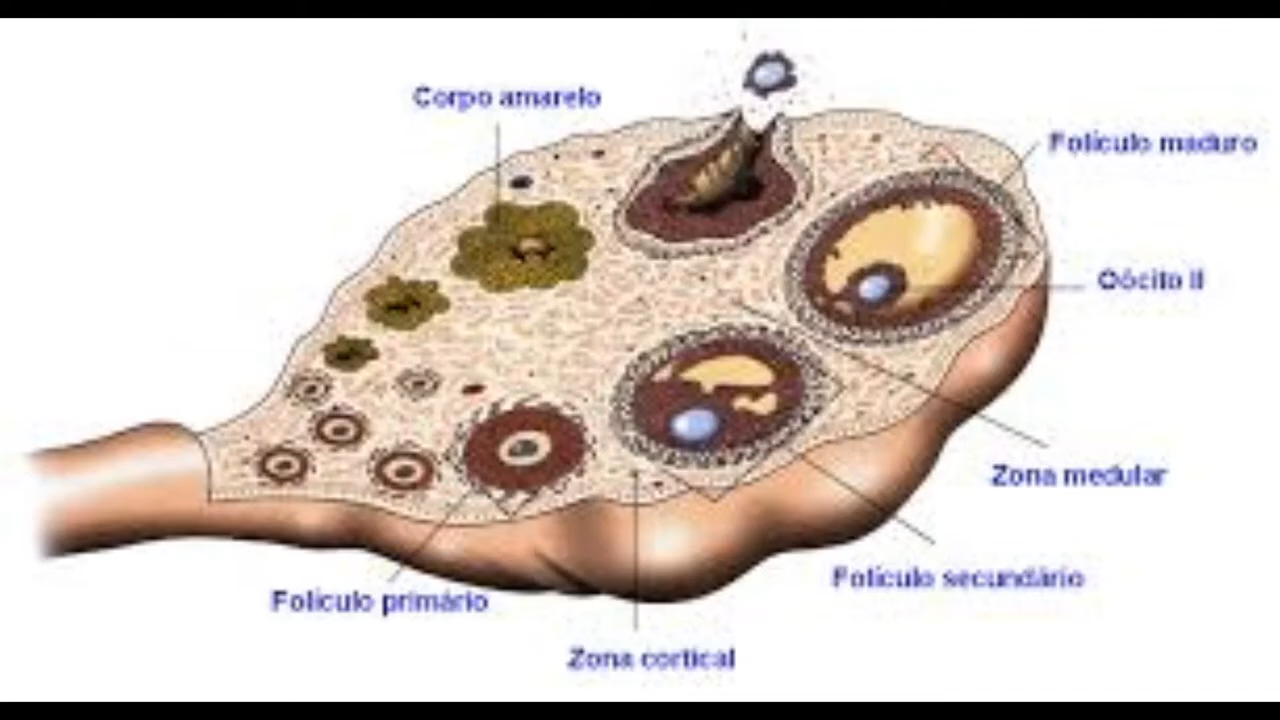 Corpo amarelo
Folículo maduro
Oócito II
Zona medular
Folículo secundário
Folículo primário
Zona cortical